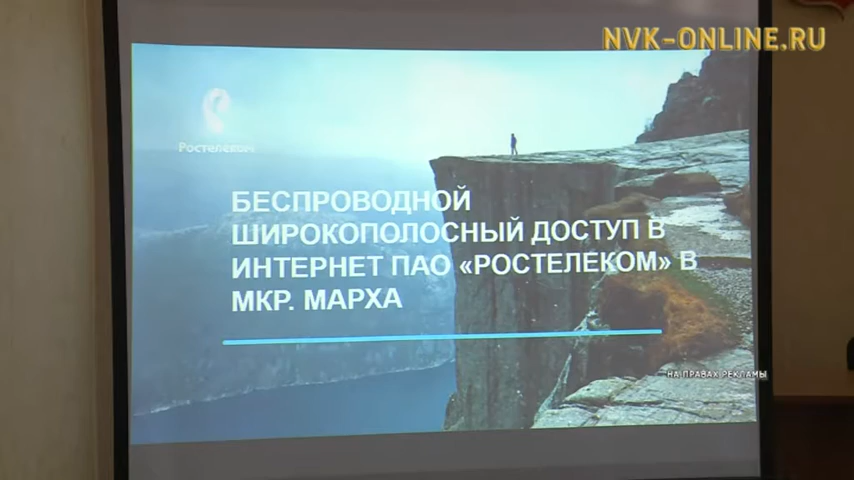 NVK-ONLINE.RU
Ростелеком
БЕСПРОВОДНОЙ
ШИРОКОПОЛОСНЫЙ ДОСТУП В
ИНТЕРНЕТ ПАО «РОСТЕЛЕКОМ» В
МКР. МАРХА
НА ПРАВАХ РЕКЛАМЫ